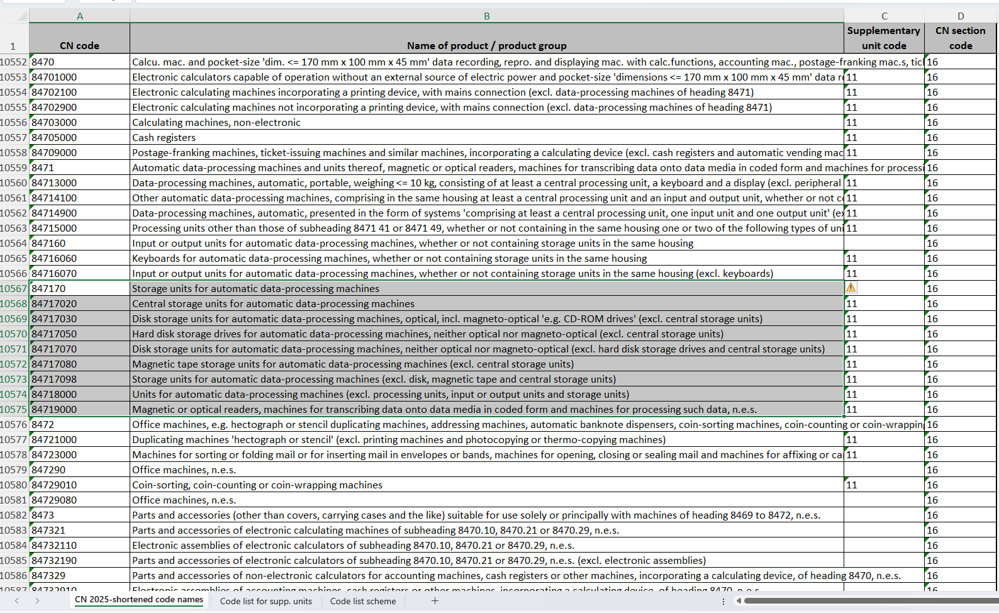 A B C D
1 CN code Name of product / product group Supplementary unit code CN section code
10552 8470 Calcu. mac. and pocket-size 'dim. <= 170 mm x 100 mm x 45 mm' data recording, repro. and displaying mac. with calc.functions, accounting mac., postage-franking mac.s, 16
10553 84701000 Electronic calculators capable of operation without an external source of electric power and pocket-size 'dimensions <= 170 mm x 100 mm x 45 mm' data 11 16
10554 84702100 Electronic calculating machines incorporating a printing device, with mains connection (excl. data-processing machines of heading 8471) 11 16
10555 84702900 Electronic calculating machines not incorporating a printing device, with mains connection (excl. data-processing machines of heading 8471) 11 16
10556 84703000 Calculating machines, non-electronic 11 16
10557 84705000 Cash registers 11 16
10558 84709000 Postage-franking machines, ticket-issuing machines and similar machines, incorporating a calculating device (excl. cash registers and automatic vending mac 11 16
10559 8471 Automatic data-processing machines and units thereof, magnetic or optical readers, machines for transcribing data onto data media in coded form and machines for processi 16
10560 84713000 Data-processing machines, automatic, portable, weighing <= 10 kg, consisting of at least a central processing unit, a keyboard and a display (excl. peripheral 11 16
10561 84714100 Other automatic data-processing machines, comprising in the same housing at least a central processing unit and an input and output unit, whether or not 11 16
10562 84714900 Data-processing machines, automatic, presented in the form of systems 'comprising at least a central processing unit, one input unit and one output unit' 11 16
10563 84715000 Processing units other than those of subheading 8471 41 or 8471 49, whether or not containing in the same housing one or two of the following types of uni 11 16
10564 847160 Input or output units for automatic data-processing machines, whether or not containing storage units in the same housing 16
10565 84716060 Keyboards for automatic data-processing machines, whether or not containing storage units in the same housing 11 16
10566 84716070 Input or output units for automatic data-processing machines, whether or not containing storage units in the same housing (excl. keyboards) 11 16
10567 847170 Storage units for automatic data-processing machines 16
10568 84717020 Central storage units for automatic data-processing machines 11 16
10569 84717030 Disk storage units for automatic data-processing machines, optical, incl. magneto-optical 'e.g. CD-ROM drives' (excl. central storage units) 11 16
10570 84717050 Hard disk storage drives for automatic data-processing machines, neither optical nor magneto-optical (excl. central storage units) 11 16
10571 84717070 Disk storage units for automatic data-processing machines, neither optical nor magneto-optical (excl. hard disk storage drives and central storage units) 11 16
10572 84717080 Magnetic tape storage units for automatic data-processing machines (excl. central storage units) 11 16
10573 84717098 Storage units for automatic data-processing machines (excl. disk, magnetic tape and central storage units) 11 16
10574 84718000 Units for automatic data-processing machines (excl. processing units, input or output units and storage units) 11 16
10575 84719000 Magnetic or optical readers, machines for transcribing data onto data media in coded form and machines for processing such data, n.e.s. 11 16
10576 8472 Office machines, e.g. hectograph or stencil duplicating machines, addressing machines, automatic banknote dispensers, coin-sorting machines, coin-counting or coin-wrappin 16
10577 84721000 Duplicating machines 'hectograph or stencil' (excl. printing machines and photocopying or thermo-copying machines) 11 16
10578 84723000 Machines for sorting or folding mail or for inserting mail in envelopes or bands, machines for opening, closing or sealing mail and machines for affixing or ca 11 16
10579 847290 Office machines, n.e.s. 16
10580 84729010 Coin-sorting, coin-counting or coin-wrapping machines 11 16
10581 84729080 Office machines, n.e.s. 16
10582 8473 Parts and accessories (other than covers, carrying cases and the like) suitable for use solely or principally with machines of heading 8469 to 8472, n.e.s. 16
10583 847321 Parts and accessories of electronic calculating machines of subheading 8470.10, 8470.21 or 8470.29, n.e.s. 16
10584 84732110 Electronic assemblies of electronic calculators of subheading 8470.10, 8470.21 or 8470.29, n.e.s. 16
10585 84732190 Parts and accessories of electronic calculators of subheading 8470.10, 8470.21 or 8470.29, n.e.s. (excl. electronic assemblies) 16
10586 847329 Parts and accessories of non-electronic calculators for accounting machines, cash registers or other machines, incorporating a calculating device, of heading 8470, n.e.s. 16
10587 84732910 Electronic assemblies of accounting machines, cash registers or other machines, incorporating a calculating device, of heading 8470, n.e.s. 16
CN 2025-shortened code names Code list for supp. units Code list scheme